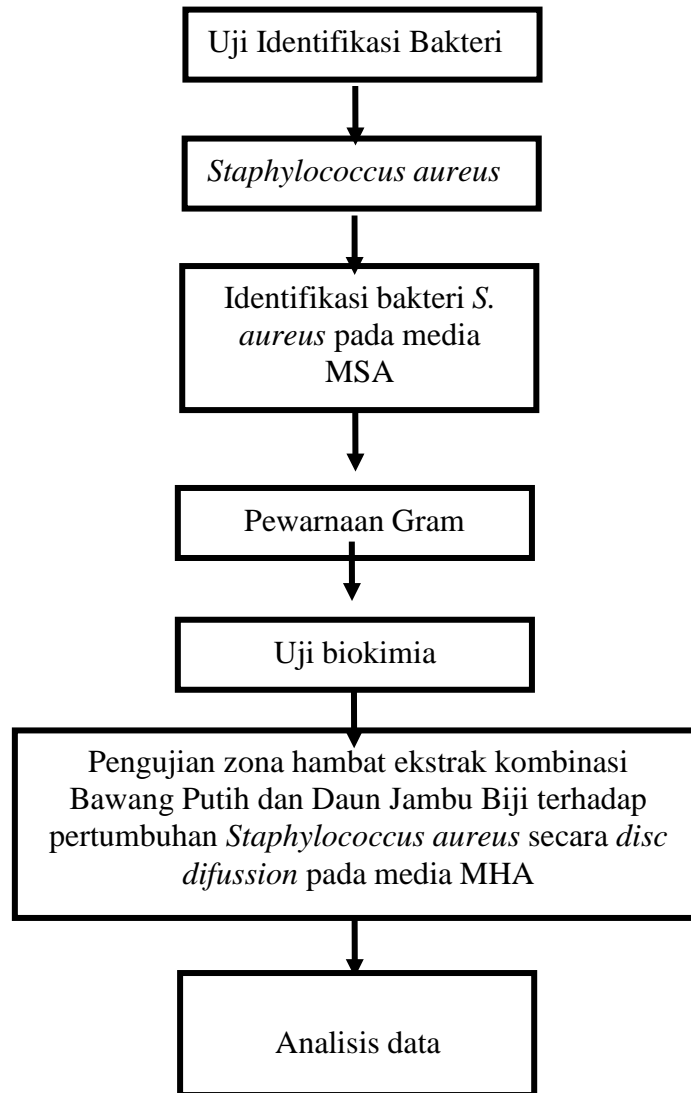 Uji Identifikasi Bakteri
Staphylococcus aureus
Identifikasi bakteri S.
aureus pada media
MSA
Pewarnaan Gram
Uji biokimia
Pengujian zona hambat ekstrak kombinasi
Bawang Putih dan Daun Jambu Biji terhadap
pertumbuhan Staphylococcus aureus secara disc
difussion pada media MHA
Analisis data